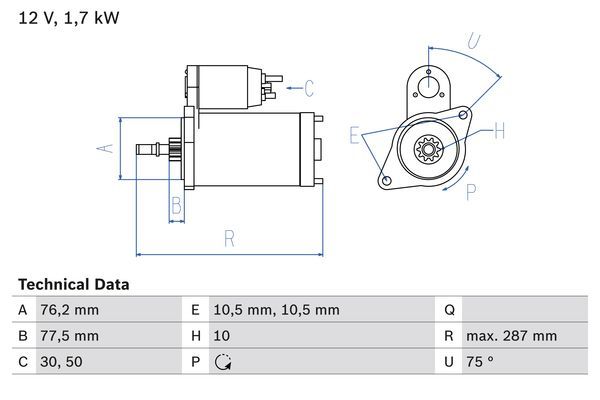 12 V, 1,7 kW
U
C
A
E
H
B
P
R
Technical Data
A 76,2 mm E 10,5 mm, 10,5 mm Q
B 77,5 mm H 10 R max. 287 mm
C 30, 50 P U 75 º